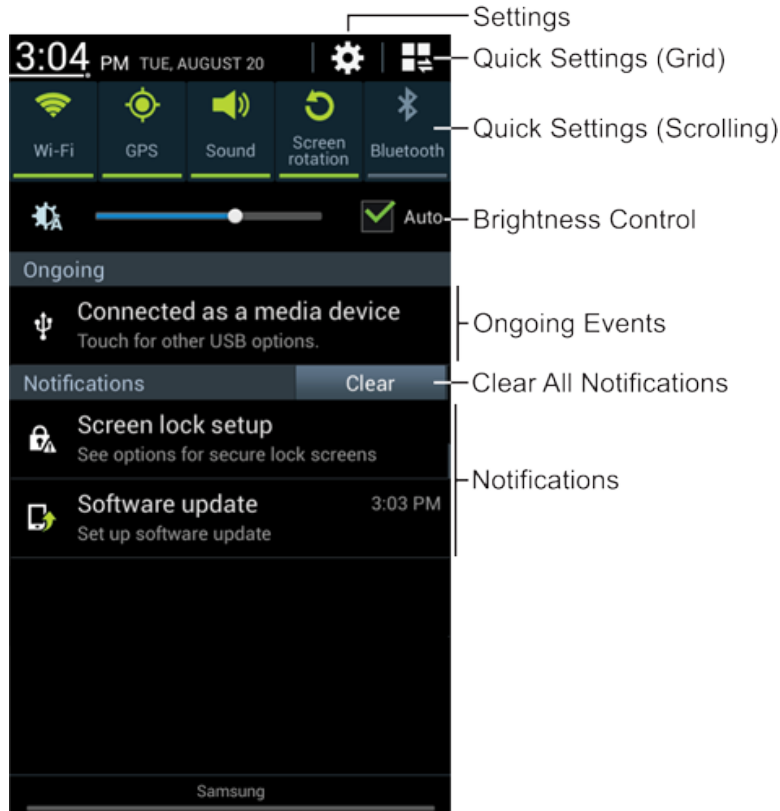 Settings
3:04 PM TUE, AUGUST 20
Quick Settings (Grid)
Wi-Fi
GPS
Sound
Screen
rotation
Bluetooth
Quick Settings (Scrolling)
A
Auto
Brightness Control
Ongoing
Connected as a media device
Touch for other USB options.
Ongoing Events
Notifications
Clear
Clear All Notifications
Screen lock setup
See options for secure lock screens
Notifications
Software update
3:03 PM
Set up software update
Samsung